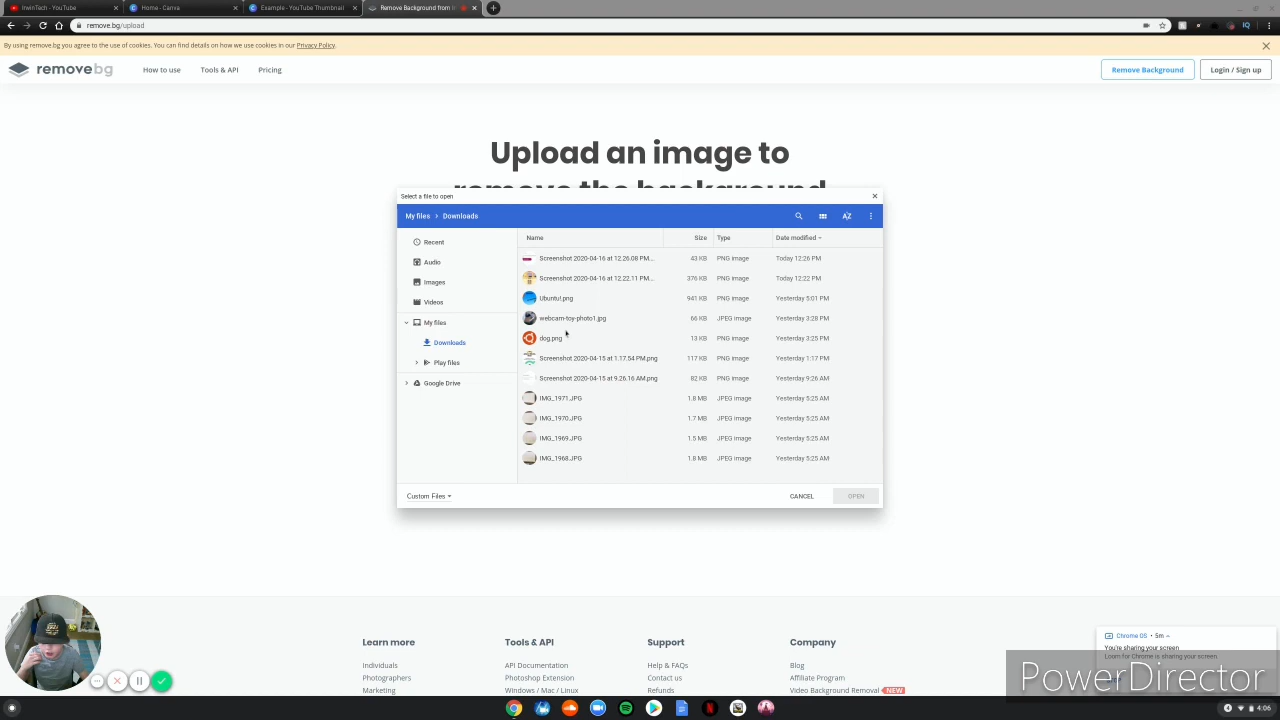 InwinTech - YouTube
Home - Canva
Example - YouTube Thumbnail
Remove Background from I
remove.bg/upload
By using remove.bg you agree to the use of cookies. You can find details on how we use cookies in our Privacy Policy.
removebg How to use Tools & API Pricing Remove Background Login / Sign up
Upload an image to
remove the background
Select a file to open
My files › Downloads
Name Size Type Date modified
Recent
Audio
Images
Videos
My files
Downloads
Play files
Google Drive
Screenshot 2020-04-16 at 12.26.08 PM... 43 KB PNG image Today 12:26 PM
Screenshot 2020-04-16 at 12.22.11 PM... 376 KB PNG image Today 12:22 PM
Ubuntu!.png 941 KB PNG image Yesterday 5:01 PM
webcam-toy-photo1.jpg 66 KB JPEG image Yesterday 3:28 PM
dog.png 13 KB PNG image Yesterday 3:25 PM
Screenshot 2020-04-15 at 1.17.54 PM.png 117 KB PNG image Yesterday 1:17 PM
Screenshot 2020-04-15 at 9.26.16 AM.png 82 KB PNG image Yesterday 9:26 AM
IMG_1971.JPG 1.8 MB JPEG image Yesterday 5:25 AM
IMG_1970.JPG 1.7 MB JPEG image Yesterday 5:25 AM
IMG_1969.JPG 1.5 MB JPEG image Yesterday 5:25 AM
IMG_1968.JPG 1.8 MB JPEG image Yesterday 5:25 AM
Custom Files CANCEL OPEN
Learn more
Individuals
Photographers
Marketing
Tools & API
API Documentation
Photoshop Extension
Windows / Mac / Linux
Support
Help & FAQs
Contact us
Refunds
Company
Blog
Affiliate Program
Video Background Removal NEW
Chrome OS • 5m
You're sharing your screen
Loom for Chrome is sharing your screen.
PowerDirector
4:06